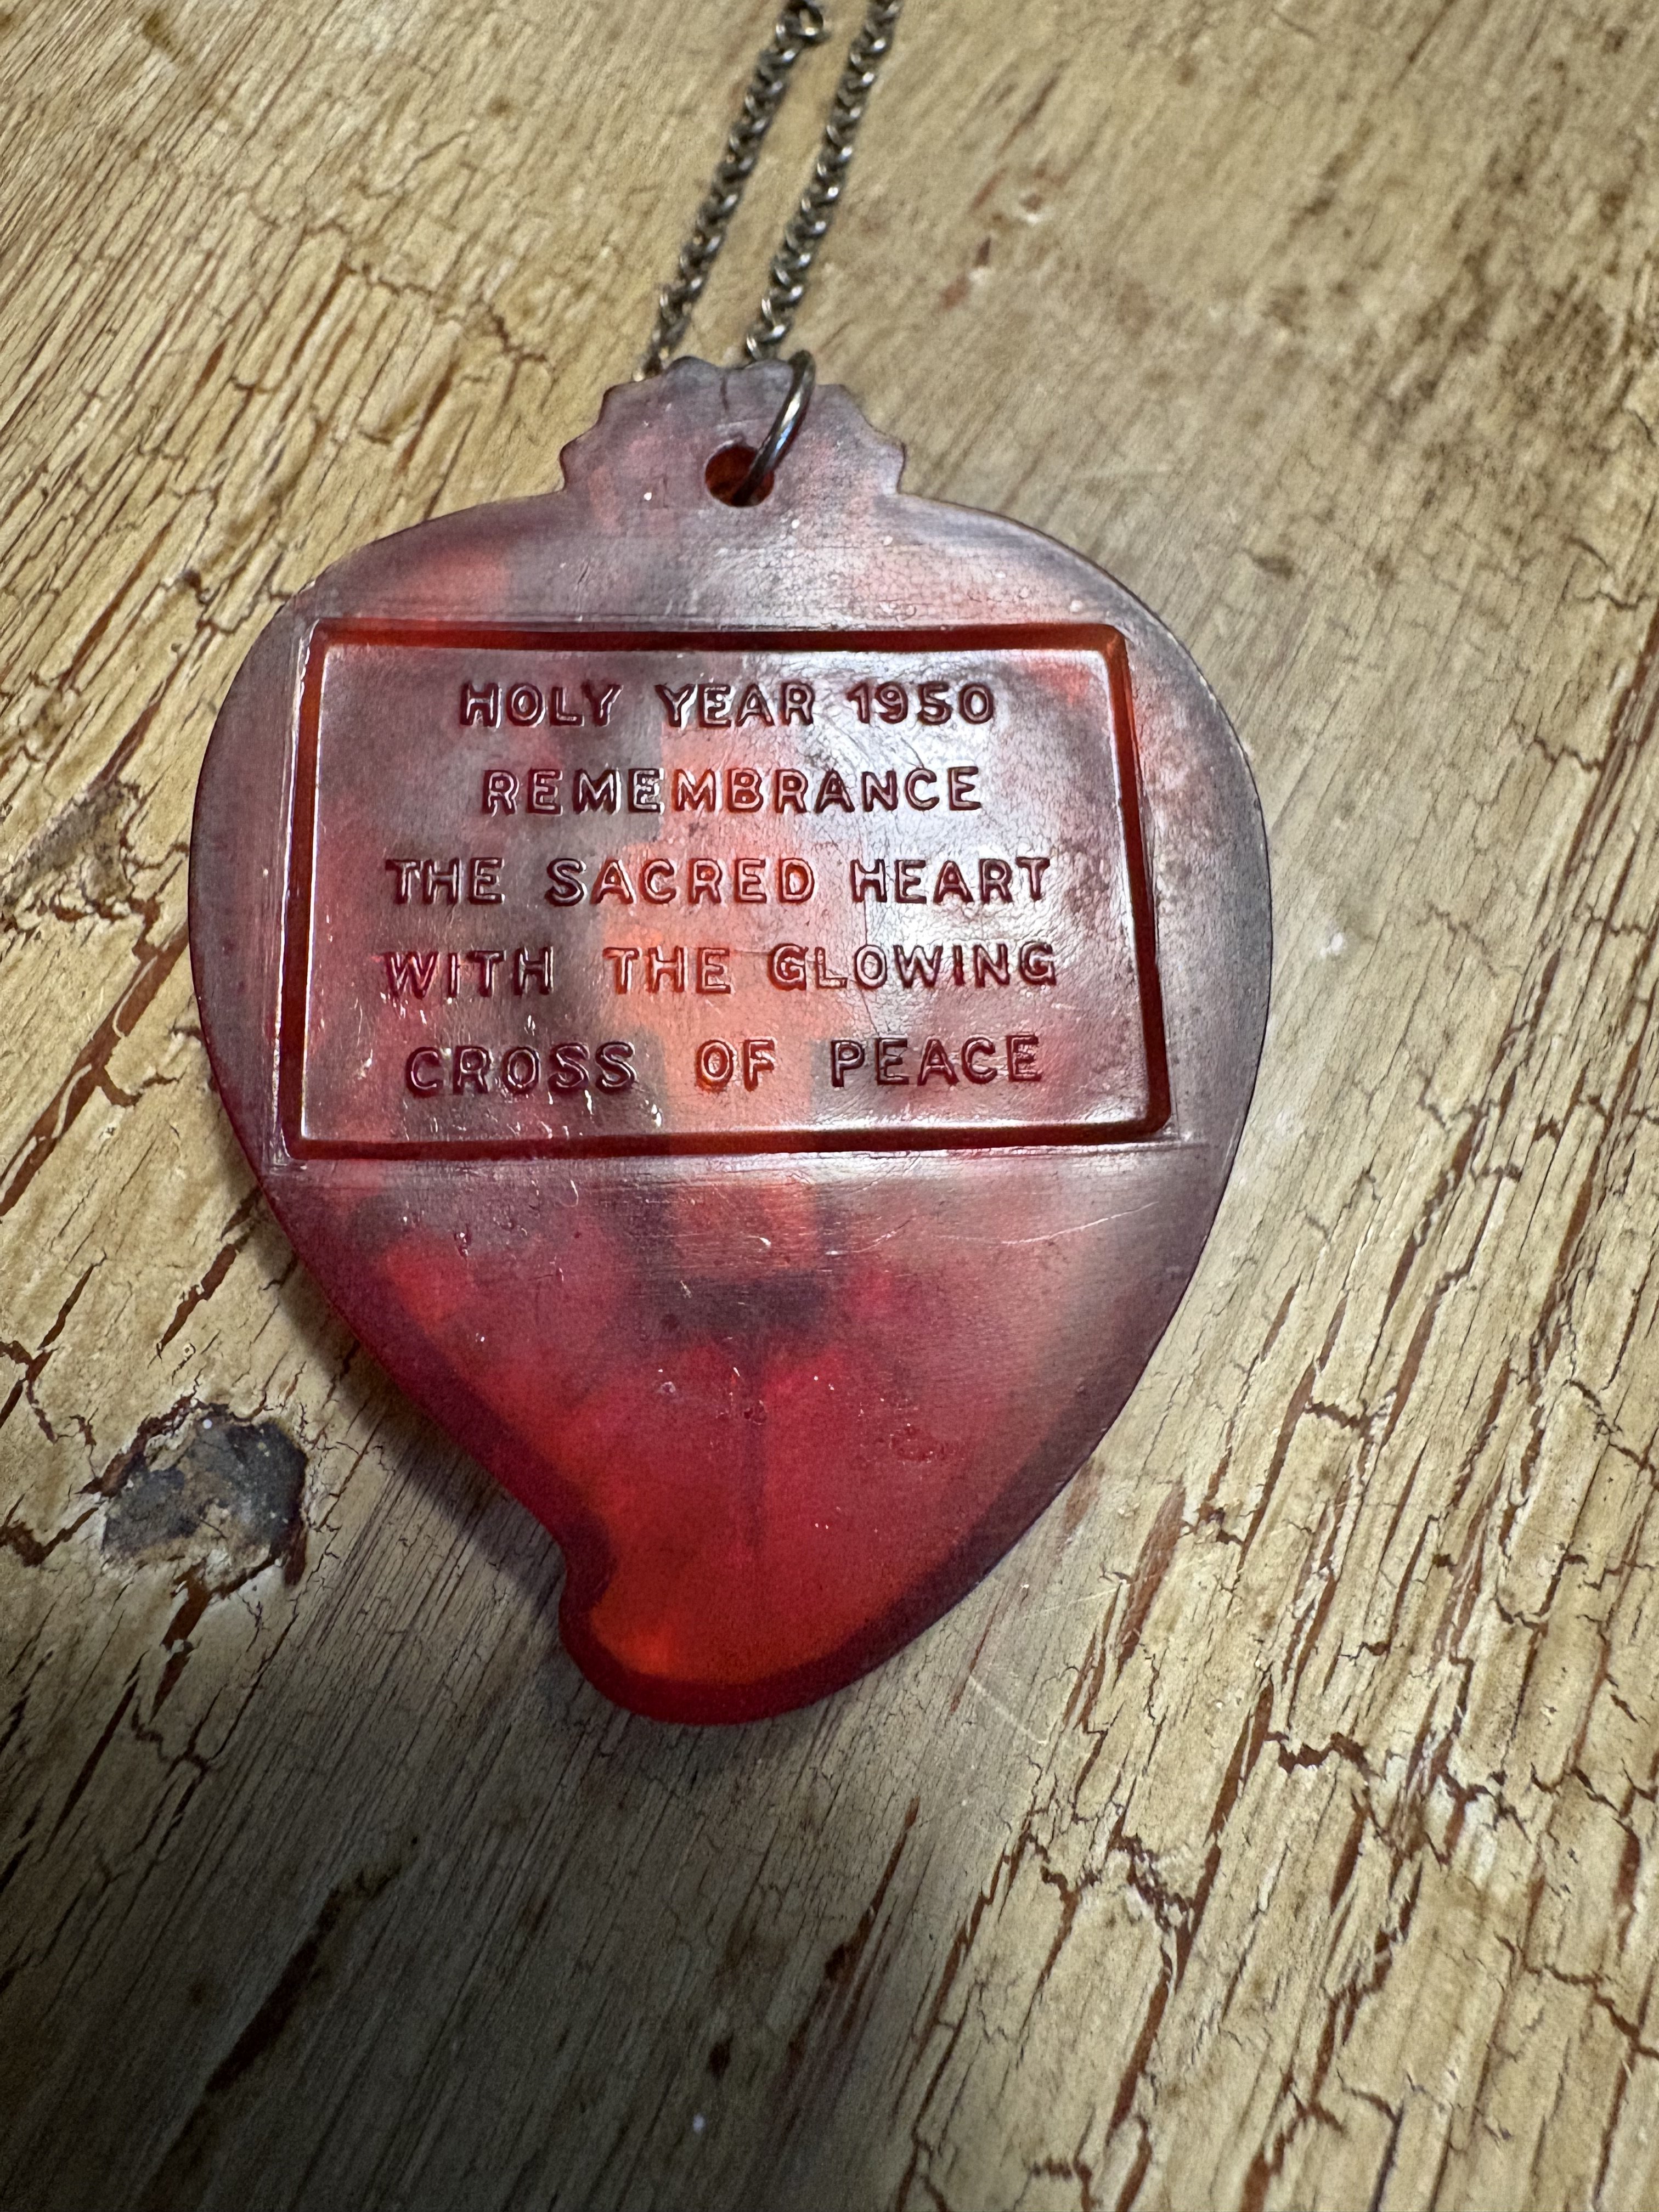 HOLY YEAR 1950
REMEMBRANCE
THE SACRED HEART
WITH THE GLOWING
CROSS OF PEACE